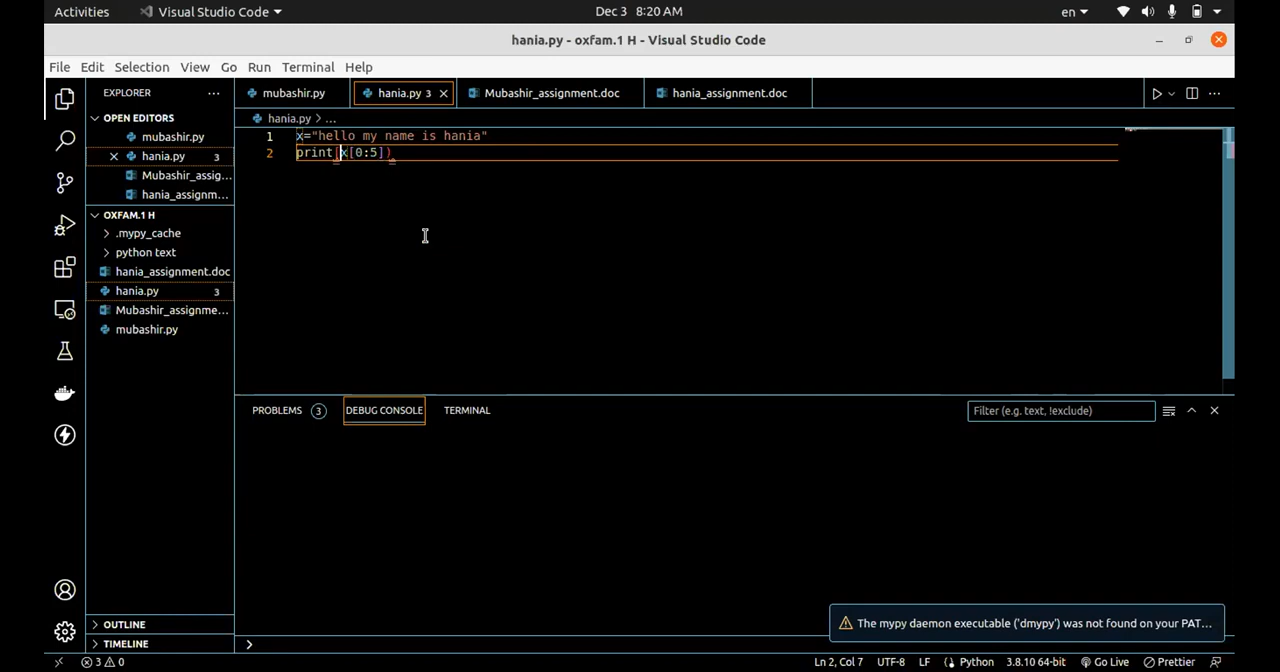 Activities Visual Studio Code Dec 3 8:20 AM en
hania.py - oxfam.1 H - Visual Studio Code
File Edit Selection View Go Run Terminal Help
EXPLORER ... mubashir.py hania.py 3 Mubashir_assignment.doc hania_assignment.doc ...
OPEN EDITORS
mubashir.py
hania.py 3
Mubashir_assig...
hania_assignm...
OXFAM.1 H
.mypy_cache
python text
hania_assignment.doc
hania.py 3
Mubashir_assignme...
mubashir.py
OUTLINE
TIMELINE
hania.py > ...
1 x="hello my name is hania"
2 print[x[0:5])
PROBLEMS 3 DEBUG CONSOLE TERMINAL Filter (e.g. text, !exclude)
The mypy daemon executable ('dmypy') was not found on your PAT...
>
3 0 Ln 2, Col 7 UTF-8 LF Python 3.8.10 64-bit Go Live Prettier